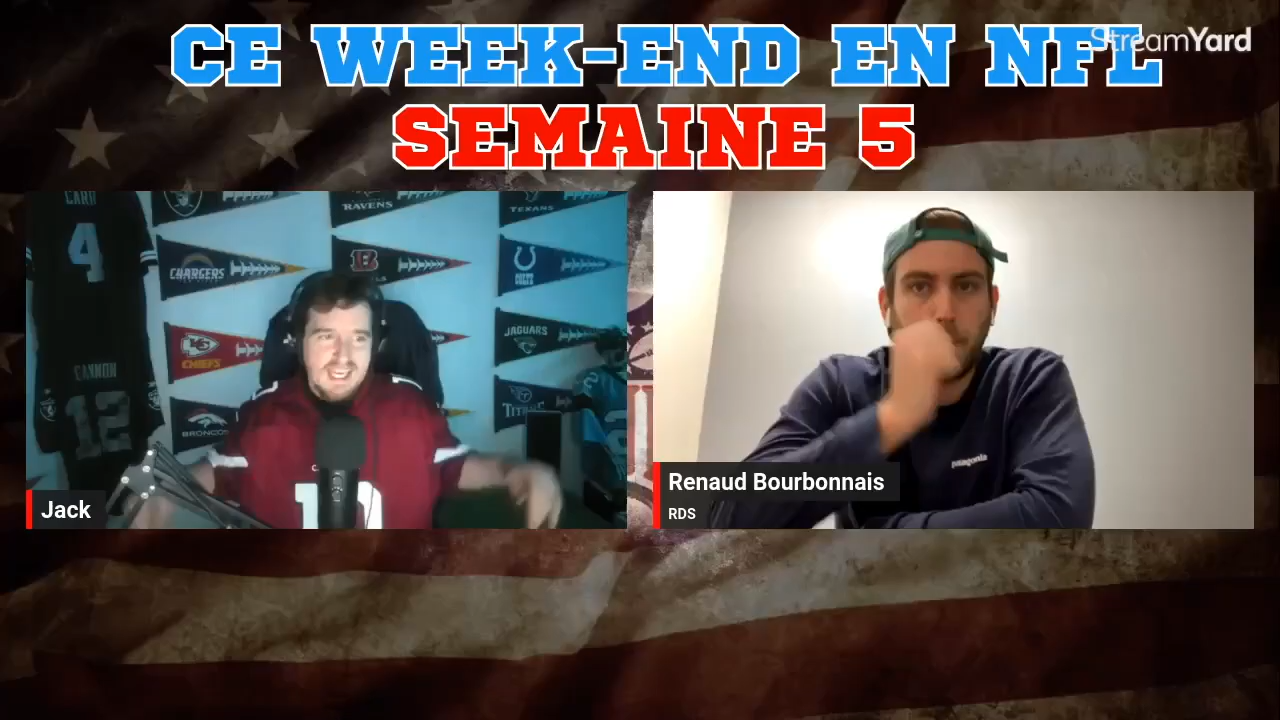 CE WEEK-END EN NFL
StreamYard
SEMAINE 5
CARR
4
RAVENS
TEXANS
CHARGERS
COLTS
JAGUARS
CHIEFS
CANNON
12
BRONCOS
TITANS
patagonia
Renaud Bourbonnais
RDS
Jack